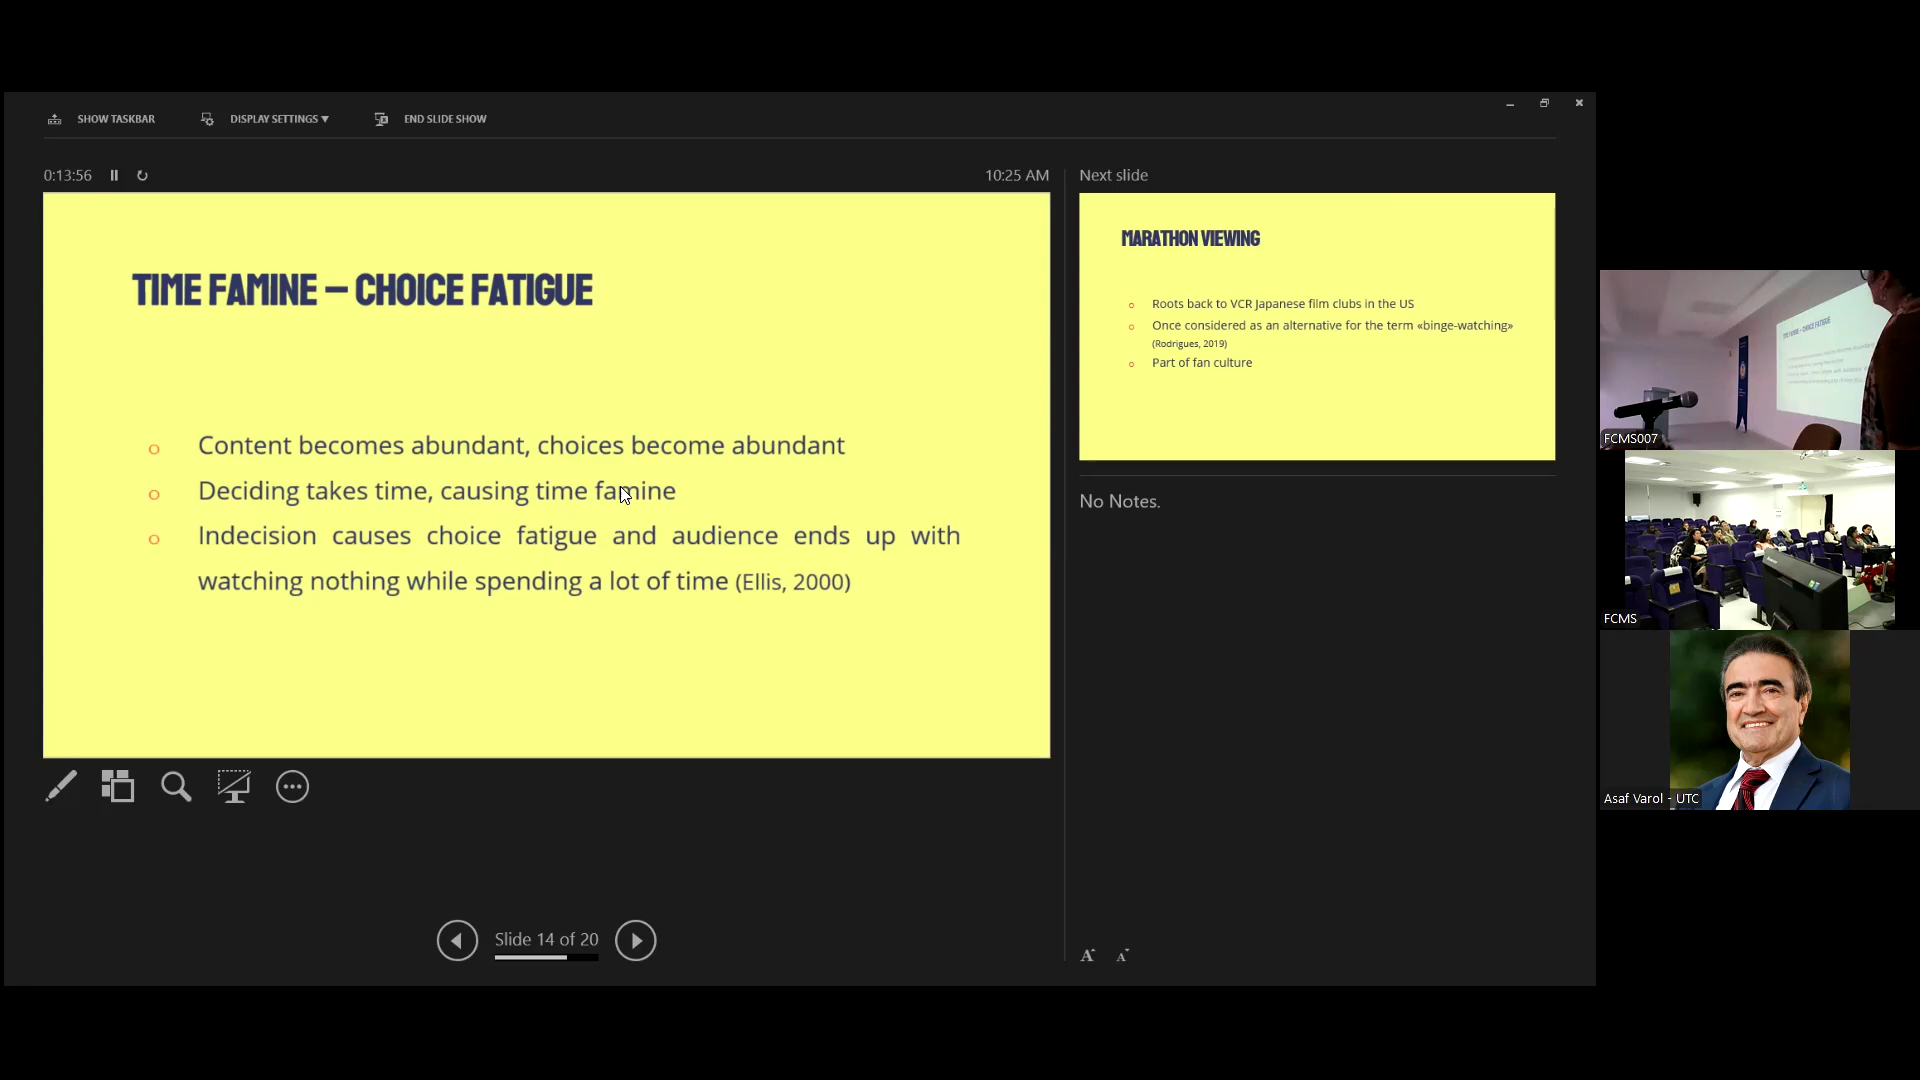 SHOW TASKBAR
DISPLAY SETTINGS ▼
END SLIDE SHOW
0:13:56
10:25 AM
TIME FAMINE – CHOICE FATIGUE
Content becomes abundant, choices become abundant
Deciding takes time, causing time famine
Indecision causes choice fatigue and audience ends up with
watching nothing while spending a lot of time (Ellis, 2000)
Slide 14 of 20
Next slide
MARATHON VIEWING
Roots back to VCR Japanese film clubs in the US
Once considered as an alternative for the term «binge-watching»
(Rodrigues, 2019)
Part of fan culture
No Notes.
A A
TIME FAMINE – CHOICE FATIGUE
FCMS007
FCMS
Asaf Varol - UTC